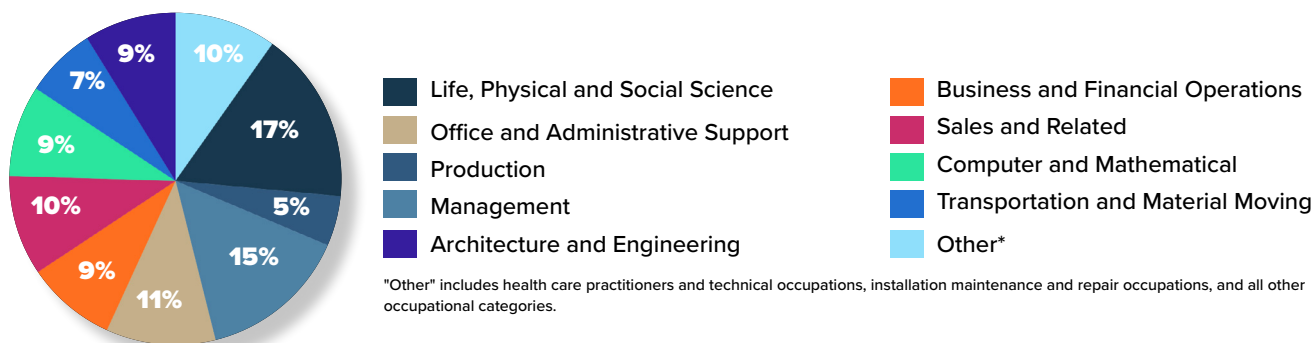 9%
10%
7%
17%
9%
5%
10%
15%
9%
11%
Life, Physical and Social Science
Office and Administrative Support
Production
Management
Architecture and Engineering
Business and Financial Operations
Sales and Related
Computer and Mathematical
Transportation and Material Moving
Other*
"Other" includes health care practitioners and technical occupations, installation maintenance and repair occupations, and all other
occupational categories.